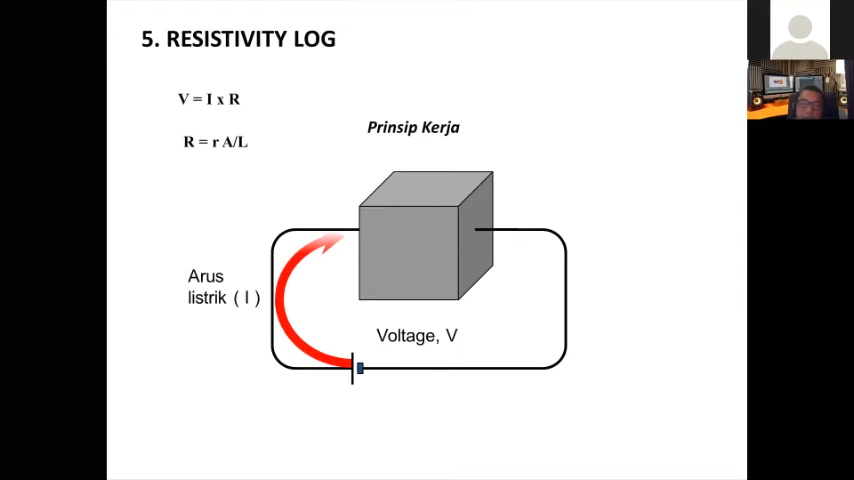 5. RESISTIVITY LOG
V = I x R
Prinsip Kerja
R = r A/L
Arus
listrik ( I )
Voltage, V